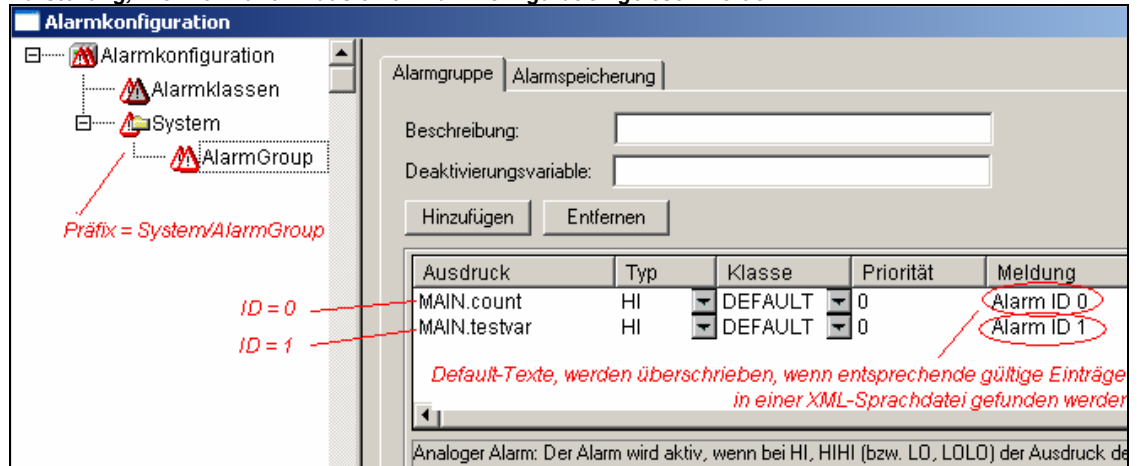 Alarmkonfiguration
Alarmkonfiguration
Alarmklassen
System
AlarmGroup
Präfix = System/AlarmGroup
Alarmgruppe Alarmspeicherung
Beschreibung:
Deaktivierungsvariable:
Hinzufügen Entfernen
Ausdruck Typ Klasse Priorität Meldung
ID = 0 MAIN.count HI DEFAULT 0 Alarm ID 0
ID = 1 MAIN.testvar HI DEFAULT 0 Alarm ID 1
Default-Texte, werden überschrieben, wenn entsprechende gültige Einträge
in einer XML-Sprachdatei gefunden werden
Analoger Alarm: Der Alarm wird aktiv, wenn bei HI, HIHI (bzw. LO, LOLO) der Ausdruck de